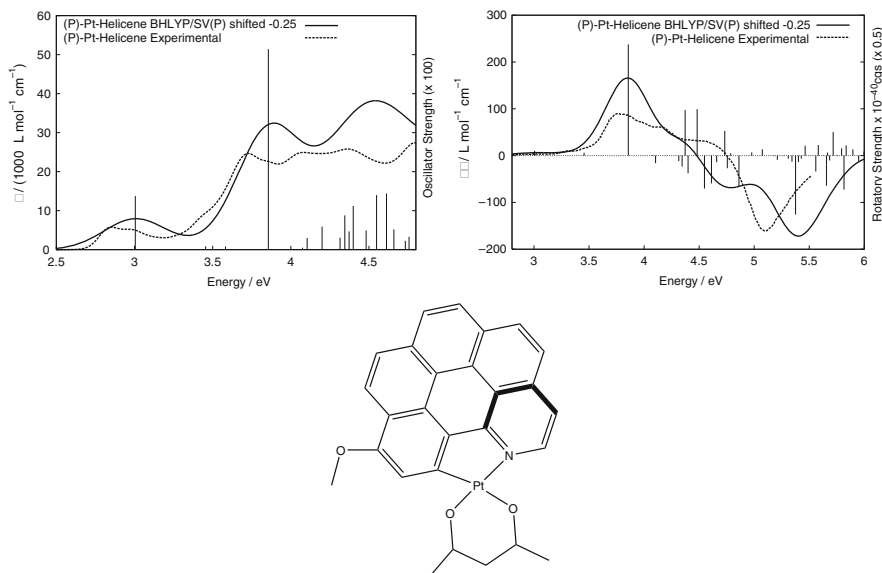 (P)-Pt-Helicene BHLYP/SV(P) shifted -0.25
(P)-Pt-Helicene Experimental
60
50
40
30
20
10
0
2.5
3
3.5
4
4.5
Energy / eV
□ / (1000 L mol⁻¹ cm⁻¹)
Oscillator Strength (x 100)
(P)-Pt-Helicene BHLYP/SV(P) shifted -0.25
(P)-Pt-Helicene Experimental
300
200
100
0
−100
−200
3
3.5
4
4.5
5
5.5
6
Energy / eV
□□ / L mol⁻¹ cm⁻¹
Rotatory Strength x 10⁻⁴⁰cgs (x 0.5)
O
N
Pt
O
O